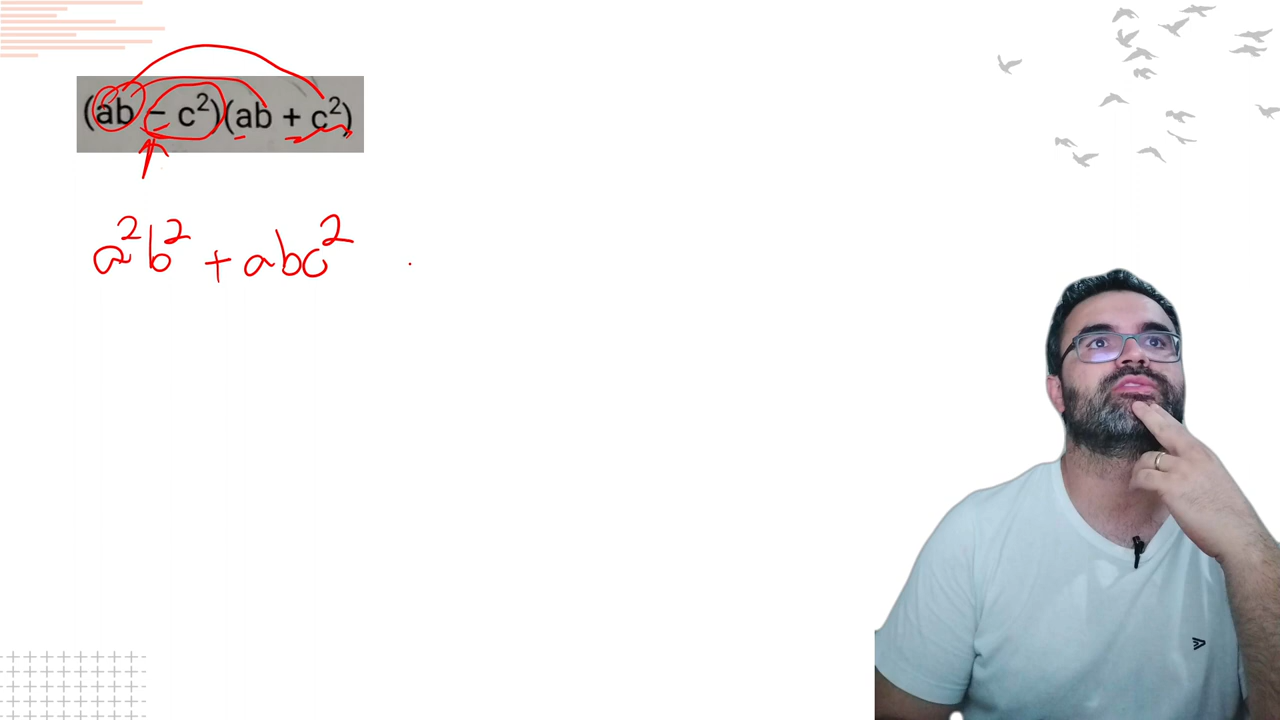 (ab − c²)(ab + c²)
a²b² + abc²